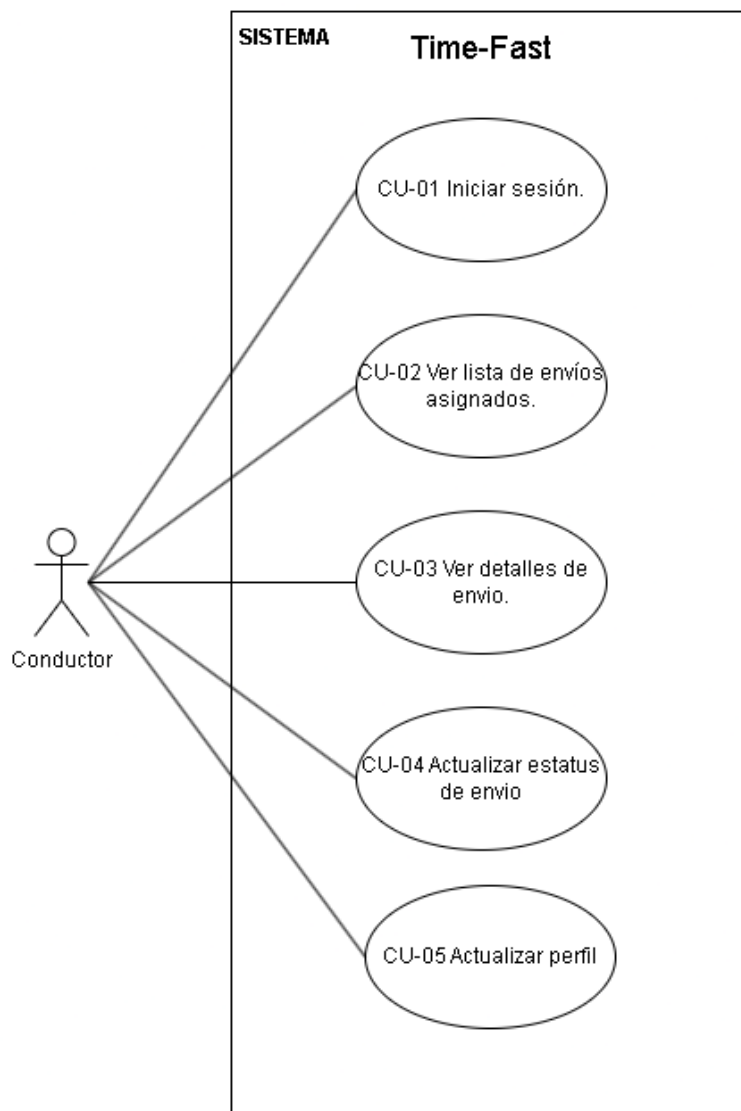 SISTEMA
Time-Fast
CU-01 Iniciar sesión.
CU-02 Ver lista de envíos
asignados.
CU-03 Ver detalles de
envio.
Conductor
CU-04 Actualizar estatus
de envio
CU-05 Actualizar perfil